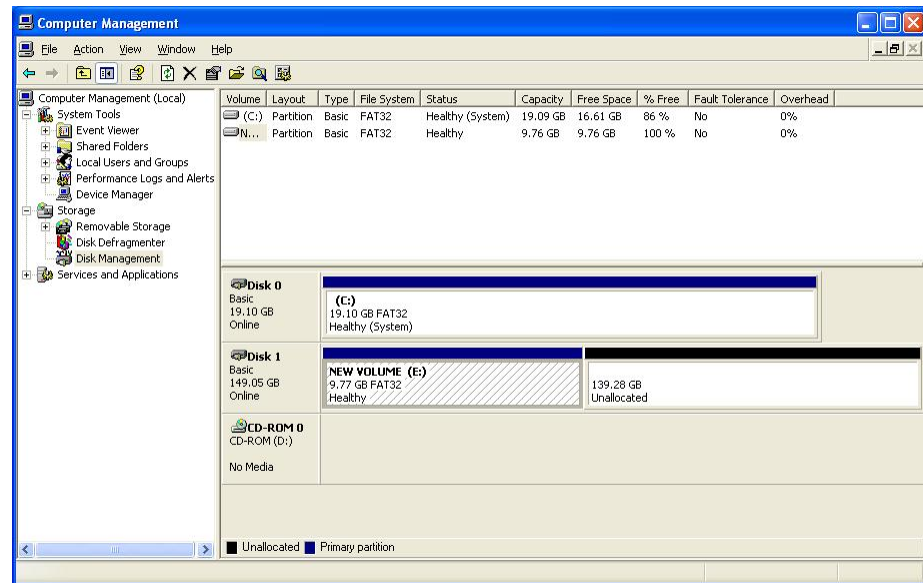 Computer Management
File Action View Window Help
Computer Management (Local)
System Tools
Event Viewer
Shared Folders
Local Users and Groups
Performance Logs and Alerts
Device Manager
Storage
Removable Storage
Disk Defragmenter
Disk Management
Services and Applications
Volume Layout Type File System Status Capacity Free Space % Free Fault Tolerance Overhead
(C:) Partition Basic FAT32 Healthy (System) 19.09 GB 16.61 GB 86 % No 0%
N... Partition Basic FAT32 Healthy 9.76 GB 9.76 GB 100 % No 0%
Disk 0
Basic
19.10 GB
Online
(C:)
19.10 GB FAT32
Healthy (System)
Disk 1
Basic
149.05 GB
Online
NEW VOLUME (E:)
9.77 GB FAT32
Healthy
139.28 GB
Unallocated
CD-ROM 0
CD-ROM (D:)
No Media
Unallocated Primary partition